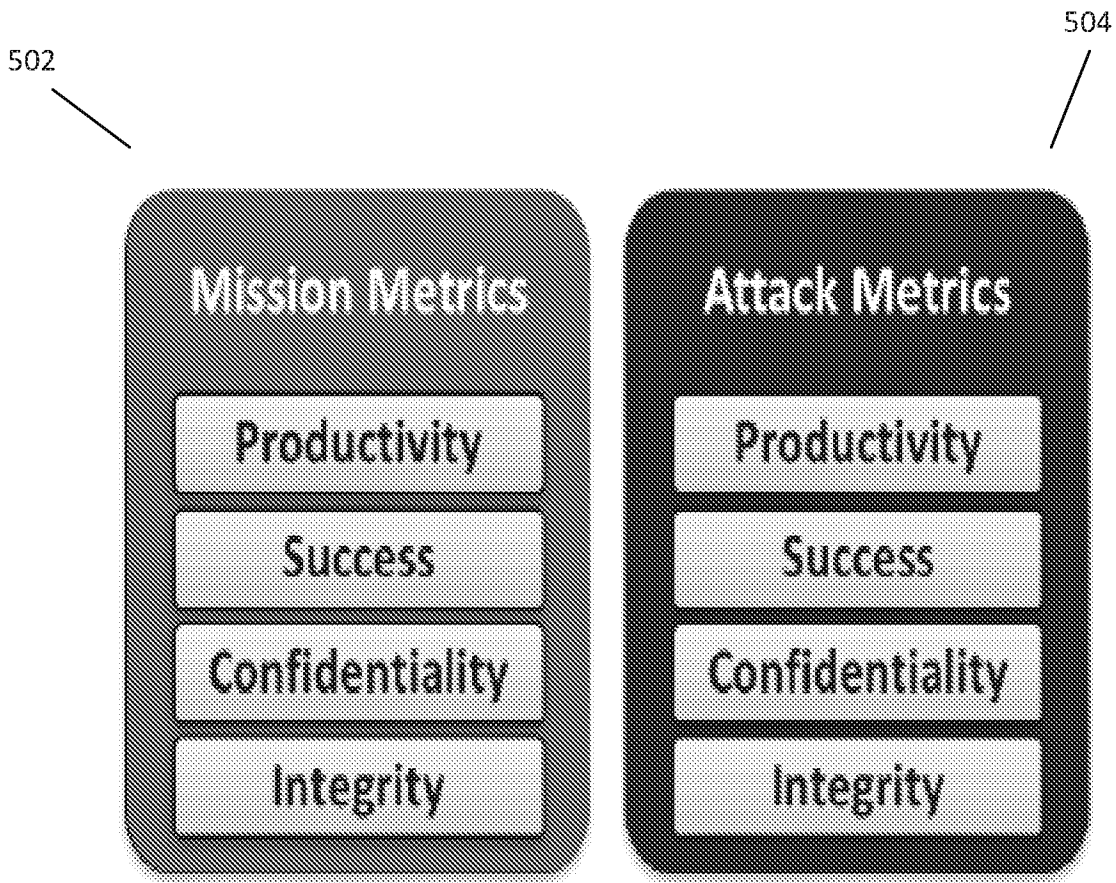 504
502
Mission Metrics
Productivity
Success
Confidentiality
Integrity
Attack Metrics
Productivity
Success
Confidentiality
Integrity